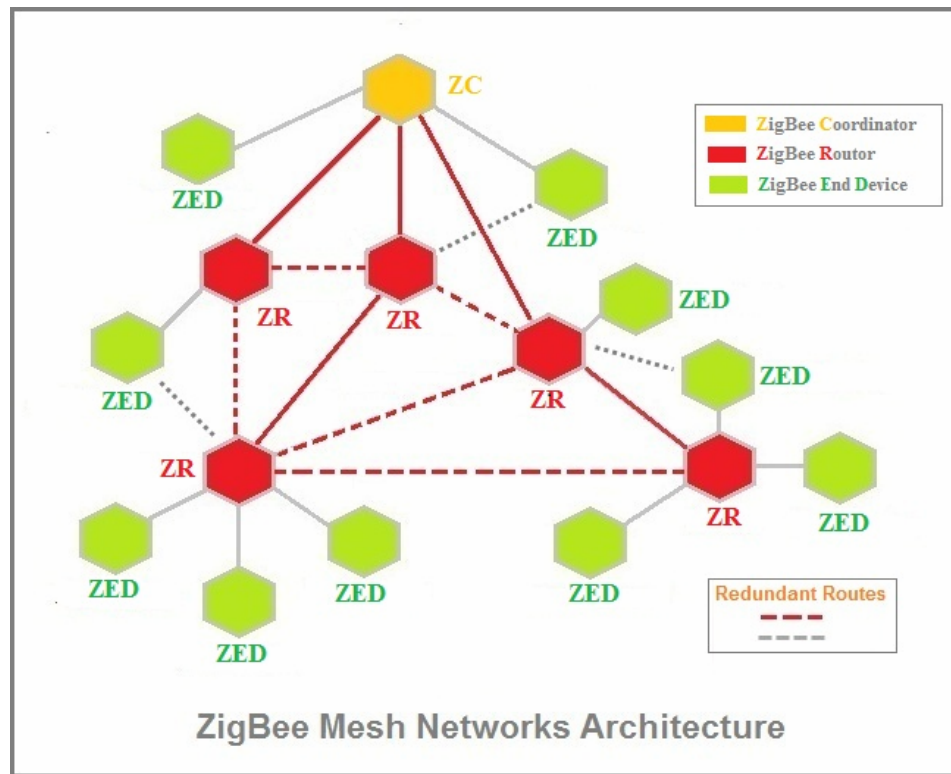 ZC
ZigBee Coordinator
ZigBee Routor
ZigBee End Device
ZED
ZED
ZR
ZR
ZED
ZED
ZED
ZR
ZED
ZR
ZR
ZED
ZED
ZED
ZED
ZED
Redundant Routes
ZigBee Mesh Networks Architecture